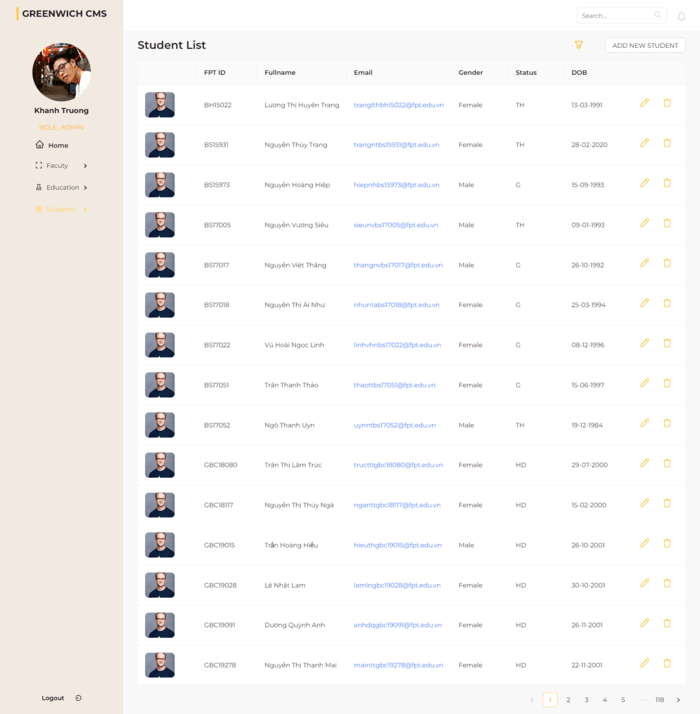 GREENWICH CMS
Search...
Khanh Truong
ROLE_ADMIN
Home
Facuty
Education
Students
Logout
Student List
ADD NEW STUDENT
FPT ID Fullname Email Gender Status DOB
BH15022 Lương Thị Huyền Trang tranglthbh15022@fpt.edu.vn Female TH 13-03-1991
BS15931 Nguyễn Thùy Trang trangntbs15931@fpt.edu.vn Female TH 28-02-2020
BS15973 Nguyễn Hoàng Hiệp hiepnhbs15973@fpt.edu.vn Male G 15-09-1993
BS17005 Nguyễn Vương Siêu sieunvbs17005@fpt.edu.vn Male TH 09-01-1993
BS17017 Nguyễn Việt Thắng thangnvbs17017@fpt.edu.vn Male G 26-10-1992
BS17018 Nguyễn Thị Ái Như nhuntabs17018@fpt.edu.vn Female G 25-03-1994
BS17022 Vũ Hoài Ngọc Linh linhvhnbs17022@fpt.edu.vn Female G 08-12-1996
BS17051 Trần Thanh Thảo thaottbs17051@fpt.edu.vn Female G 15-06-1997
BS17052 Ngô Thanh Uyn uynntbs17052@fpt.edu.vn Male TH 19-12-1984
GBC18080 Trần Thị Lâm Trúc tructtlgbc18080@fpt.edu.vn Female HD 29-07-2000
GBC18117 Nguyễn Thị Thúy Ngà nganttgbc18117@fpt.edu.vn Female HD 15-02-2000
GBC19015 Trần Hoàng Hiếu hieuthgbc19015@fpt.edu.vn Male HD 26-10-2001
GBC19028 Lê Nhật Lam lamlngbc19028@fpt.edu.vn Female HD 30-10-2001
GBC19091 Dương Quỳnh Anh anhdqgbc19091@fpt.edu.vn Female HD 26-11-2001
GBC19278 Nguyễn Thị Thanh Mai mainttgbc19278@fpt.edu.vn Female HD 22-11-2001
< 1 2 3 4 5 ... 118 >